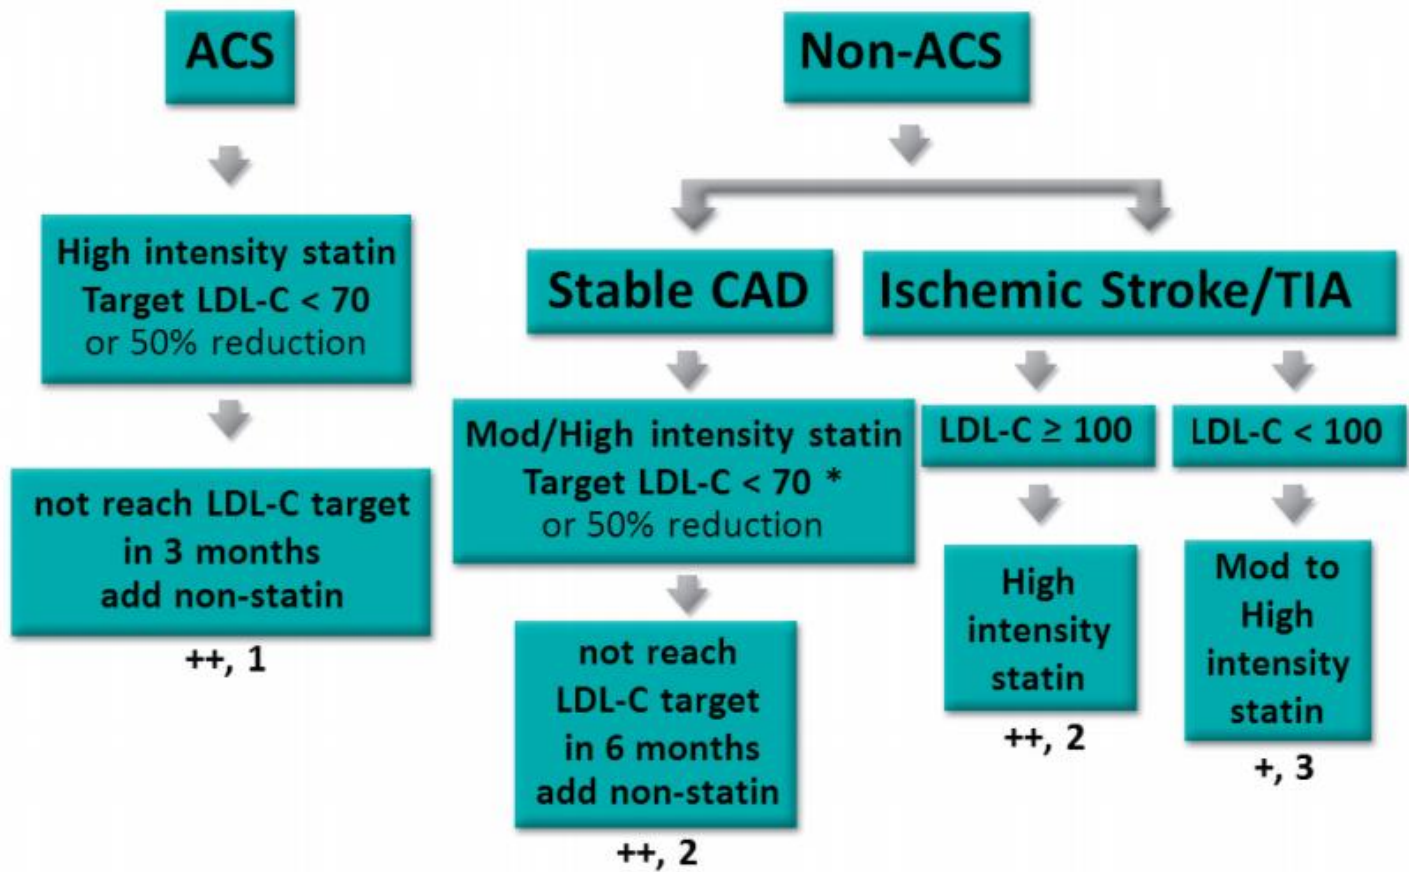 ACS
High intensity statin
Target LDL-C < 70
or 50% reduction
not reach LDL-C target
in 3 months
add non-statin
++, 1
Non-ACS
Stable CAD
Mod/High intensity statin
Target LDL-C < 70 *
or 50% reduction
not reach
LDL-C target
in 6 months
add non-statin
++, 2
Ischemic Stroke/TIA
LDL-C ≥ 100
High
intensity
statin
++, 2
LDL-C < 100
Mod to
High
intensity
statin
+, 3